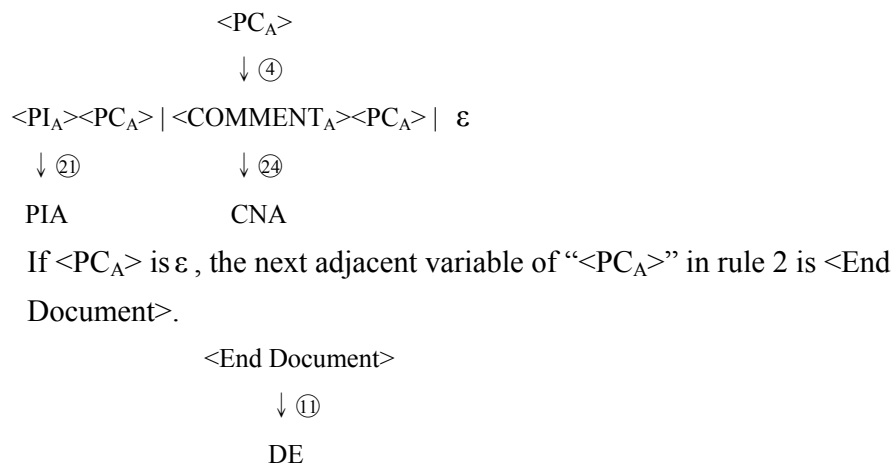 <PC_A>
↓ ④
<PI_A><PC_A> | <COMMENT_A><PC_A> | ε
↓ ㉑ ↓ ㉔
PIA CNA
If <PC_A> is ε , the next adjacent variable of “<PC_A>” in rule 2 is <End
Document>.
<End Document>
↓ ⑪
DE